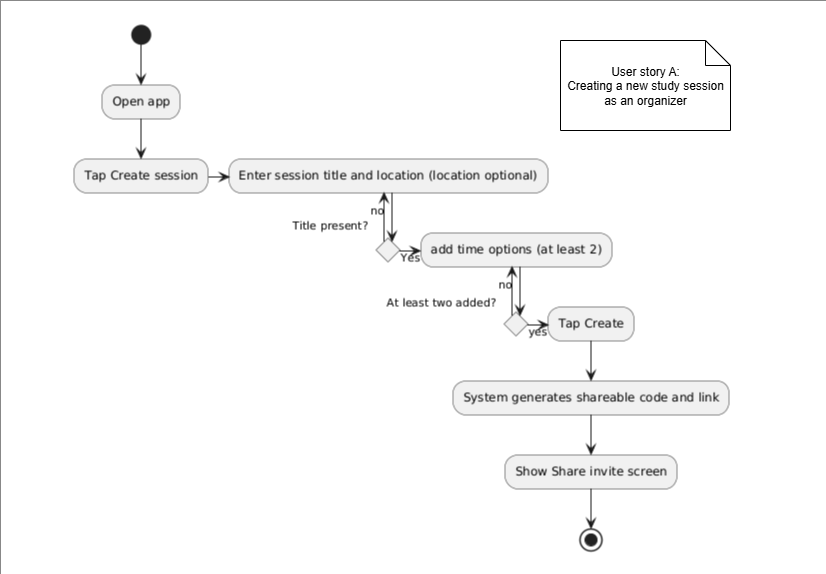 User story A:
Creating a new study session
as an organizer
Open app
Tap Create session
Enter session title and location (location optional)
no
Title present?
Yes
add time options (at least 2)
no
At least two added?
yes
Tap Create
System generates shareable code and link
Show Share invite screen